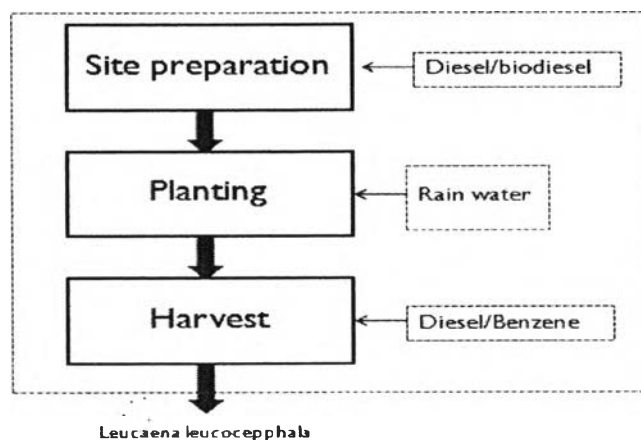 Site preparation
Diesel/biodiesel
Planting
Rain water
Harvest
Diesel/Benzene
Leucaena leucocepphala